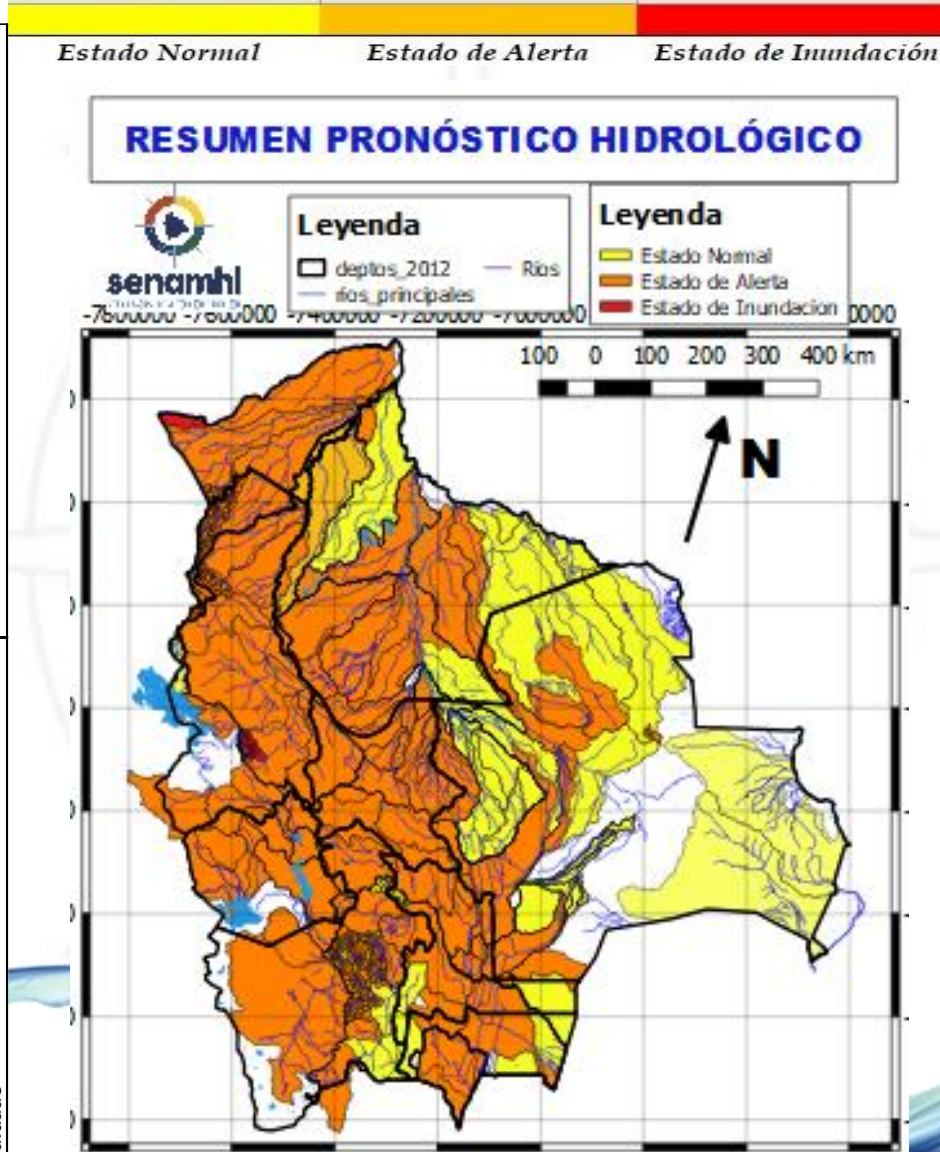 Estado Normal Estado de Alerta Estado de Inundación
RESUMEN PRONÓSTICO HIDROLÓGICO
senamhi
Leyenda
deptos_2012 Rios
rios_principales
Leyenda
Estado Normal
Estado de Alerta
Estado de Inundacion
-7800000 -7600000 -7400000 -7200000 -7000000 0000
100 0 100 200 300 400 km
N